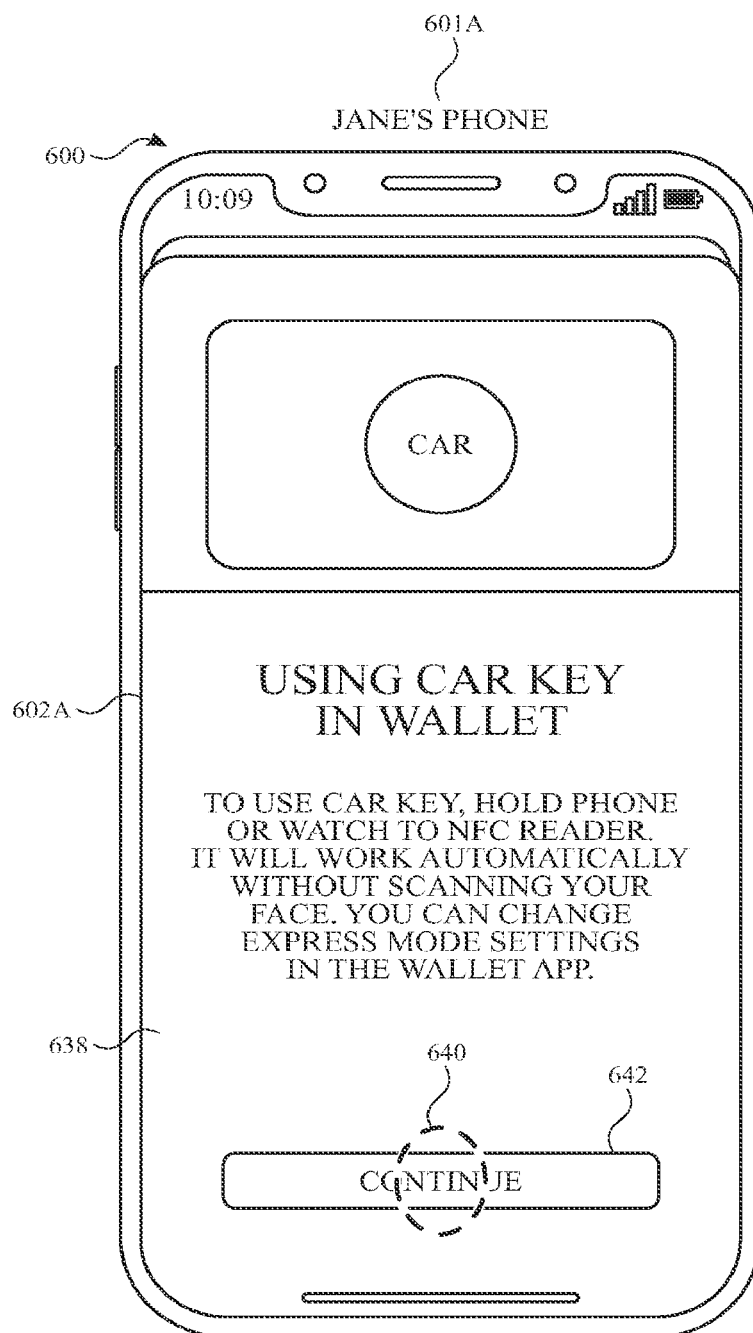 601A
JANE'S PHONE
600
10:09
CAR
USING CAR KEY
IN WALLET
602A
TO USE CAR KEY, HOLD PHONE
OR WATCH TO NFC READER.
IT WILL WORK AUTOMATICALLY
WITHOUT SCANNING YOUR
FACE. YOU CAN CHANGE
EXPRESS MODE SETTINGS
IN THE WALLET APP.
638
640
642
CONTINUE